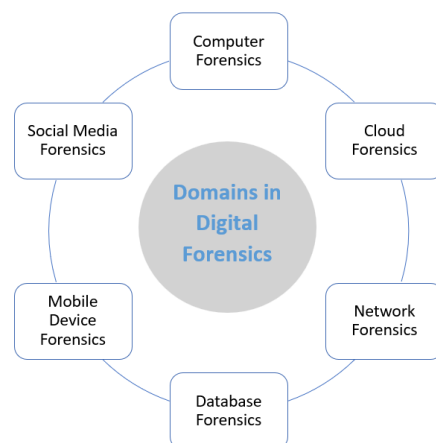 Computer
Forensics
Social Media
Forensics
Cloud
Forensics
Domains in
Digital
Forensics
Mobile
Device
Forensics
Network
Forensics
Database
Forensics